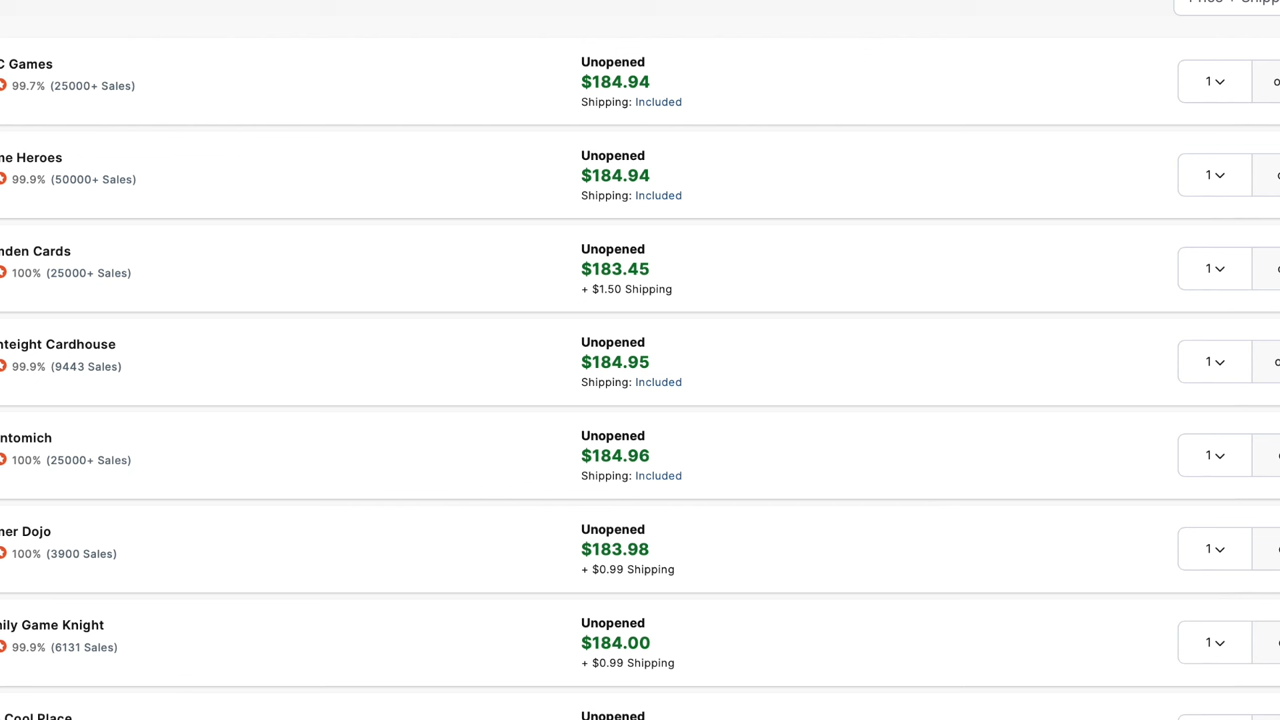 C Games
99.7% (25000+ Sales)
Unopened
$184.94
Shipping: Included
1
me Heroes
99.9% (50000+ Sales)
Unopened
$184.94
Shipping: Included
1
nden Cards
100% (25000+ Sales)
Unopened
$183.45
+ $1.50 Shipping
1
nteight Cardhouse
99.9% (9443 Sales)
Unopened
$184.95
Shipping: Included
1
ntomich
100% (25000+ Sales)
Unopened
$184.96
Shipping: Included
1
ner Dojo
100% (3900 Sales)
Unopened
$183.98
+ $0.99 Shipping
1
ily Game Knight
99.9% (6131 Sales)
Unopened
$184.00
+ $0.99 Shipping
1
Cool Place
Unopened